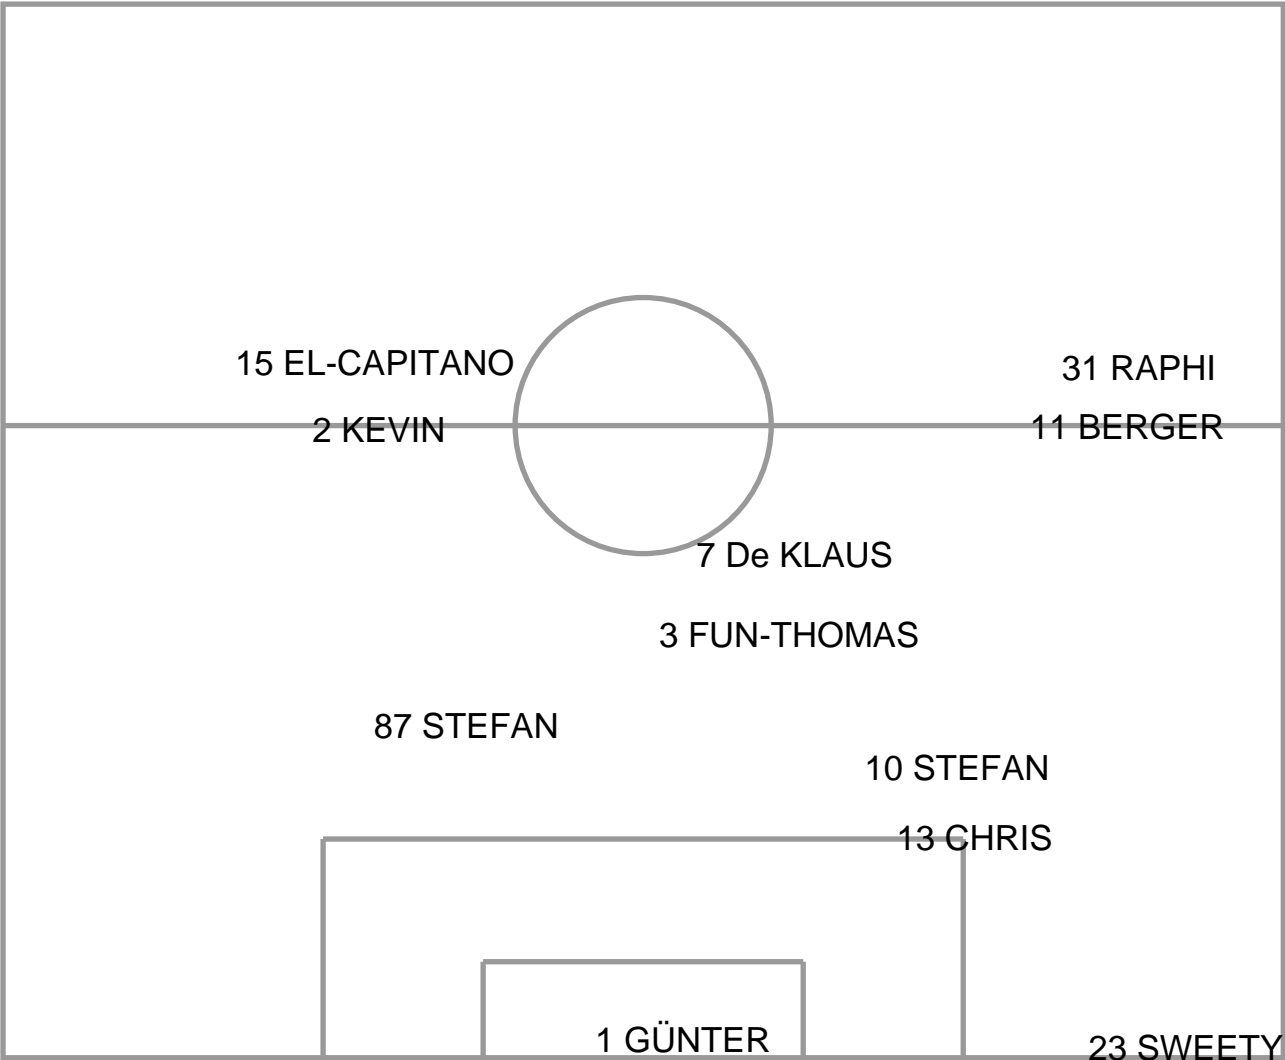 15 EL-CAPITANO
31 RAPHI
2 KEVIN
11 BERGER
7 De KLAUS
3 FUN-THOMAS
87 STEFAN
10 STEFAN
13 CHRIS
1 GÜNTER
23 SWEETY